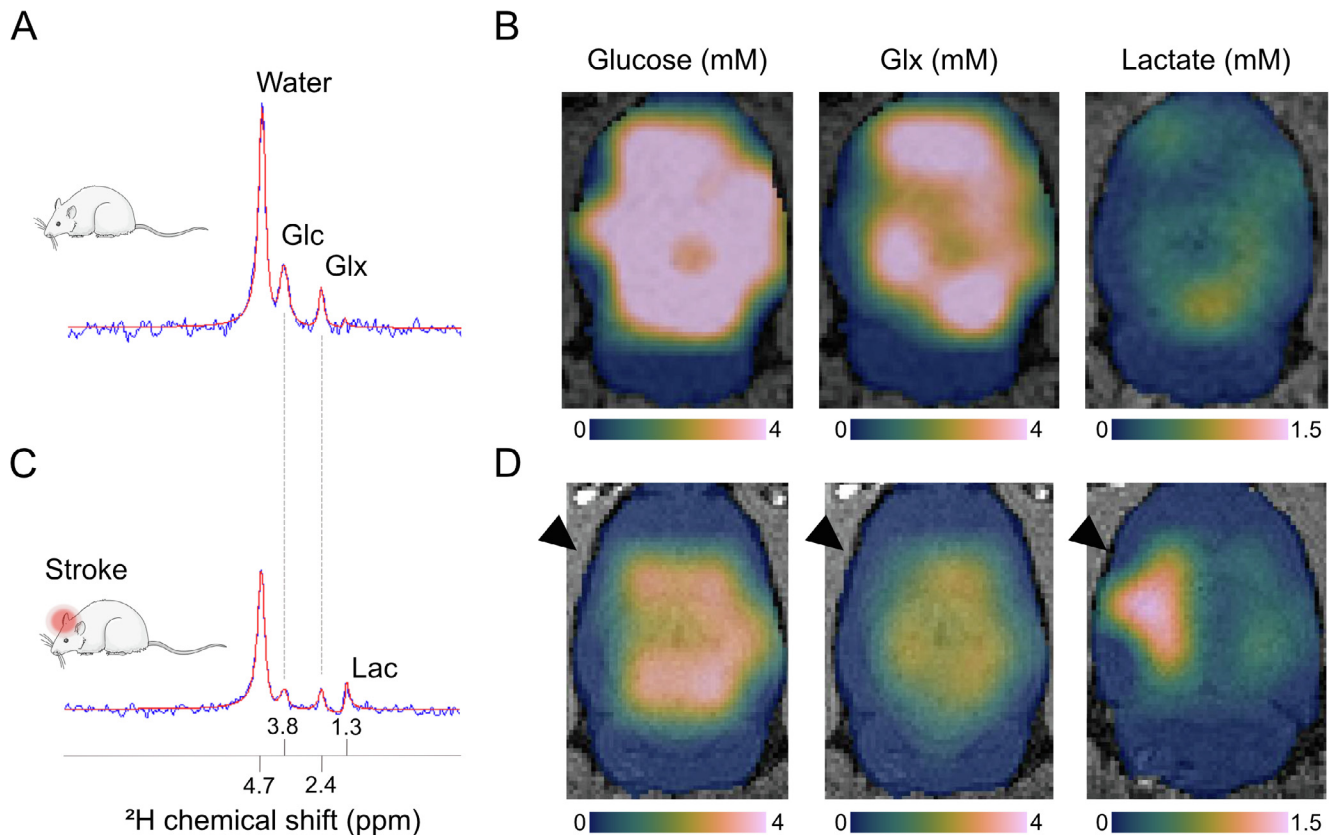 A
B
Water
Glc
Glx
Glucose (mM)
Glx (mM)
Lactate (mM)
0 4
0 4
0 1.5
C
D
Stroke
Lac
3.8 1.3
4.7 2.4
²H chemical shift (ppm)
0 4
0 4
0 1.5